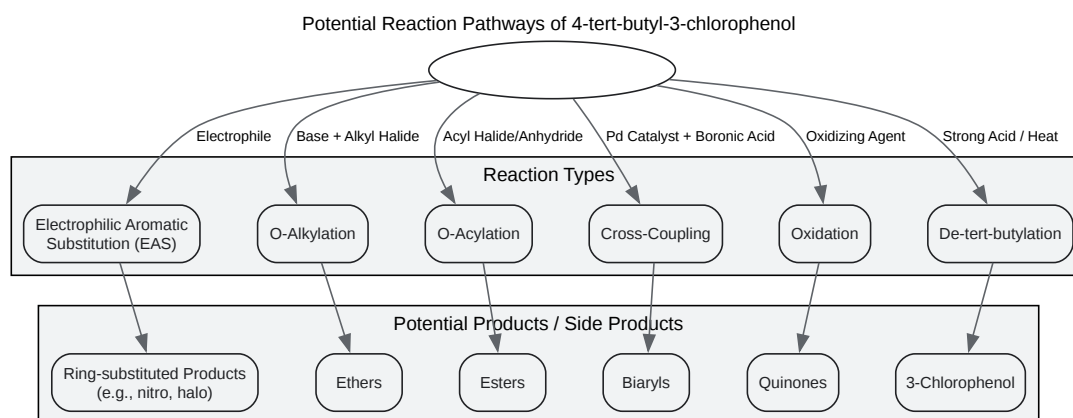 Potential Reaction Pathways of 4-tert-butyl-3-chlorophenol
Electrophile
Base + Alkyl Halide
Acyl Halide/Anhydride
Pd Catalyst + Boronic Acid
Oxidizing Agent
Strong Acid / Heat
Reaction Types
Electrophilic Aromatic
Substitution (EAS)
O-Alkylation
O-Acylation
Cross-Coupling
Oxidation
De-tert-butylation
Potential Products / Side Products
Ring-substituted Products
(e.g., nitro, halo)
Ethers
Esters
Biaryls
Quinones
3-Chlorophenol